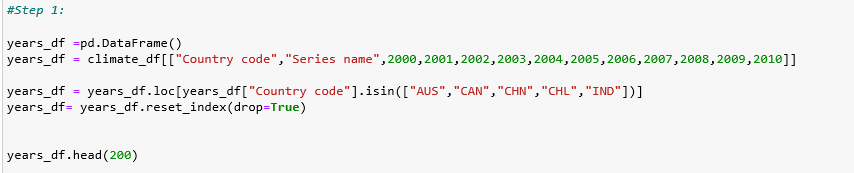 #Step 1:
years_df =pd.DataFrame()
years_df = climate_df[["Country code","Series name",2000,2001,2002,2003,2004,2005,2006,2007,2008,2009,2010]]
years_df = years_df.loc[years_df["Country code"].isin(["AUS","CAN","CHN","CHL","IND"])]
years_df= years_df.reset_index(drop=True)
years_df.head(200)